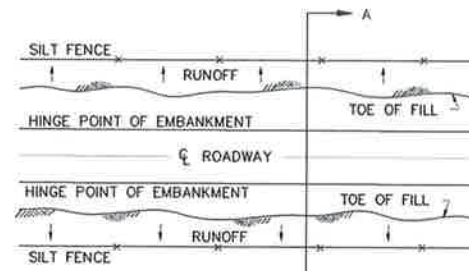 A
SILT FENCE
RUNOFF
TOE OF FILL
HINGE POINT OF EMBANKMENT
℄ ROADWAY
HINGE POINT OF EMBANKMENT
TOE OF FILL
RUNOFF
SILT FENCE